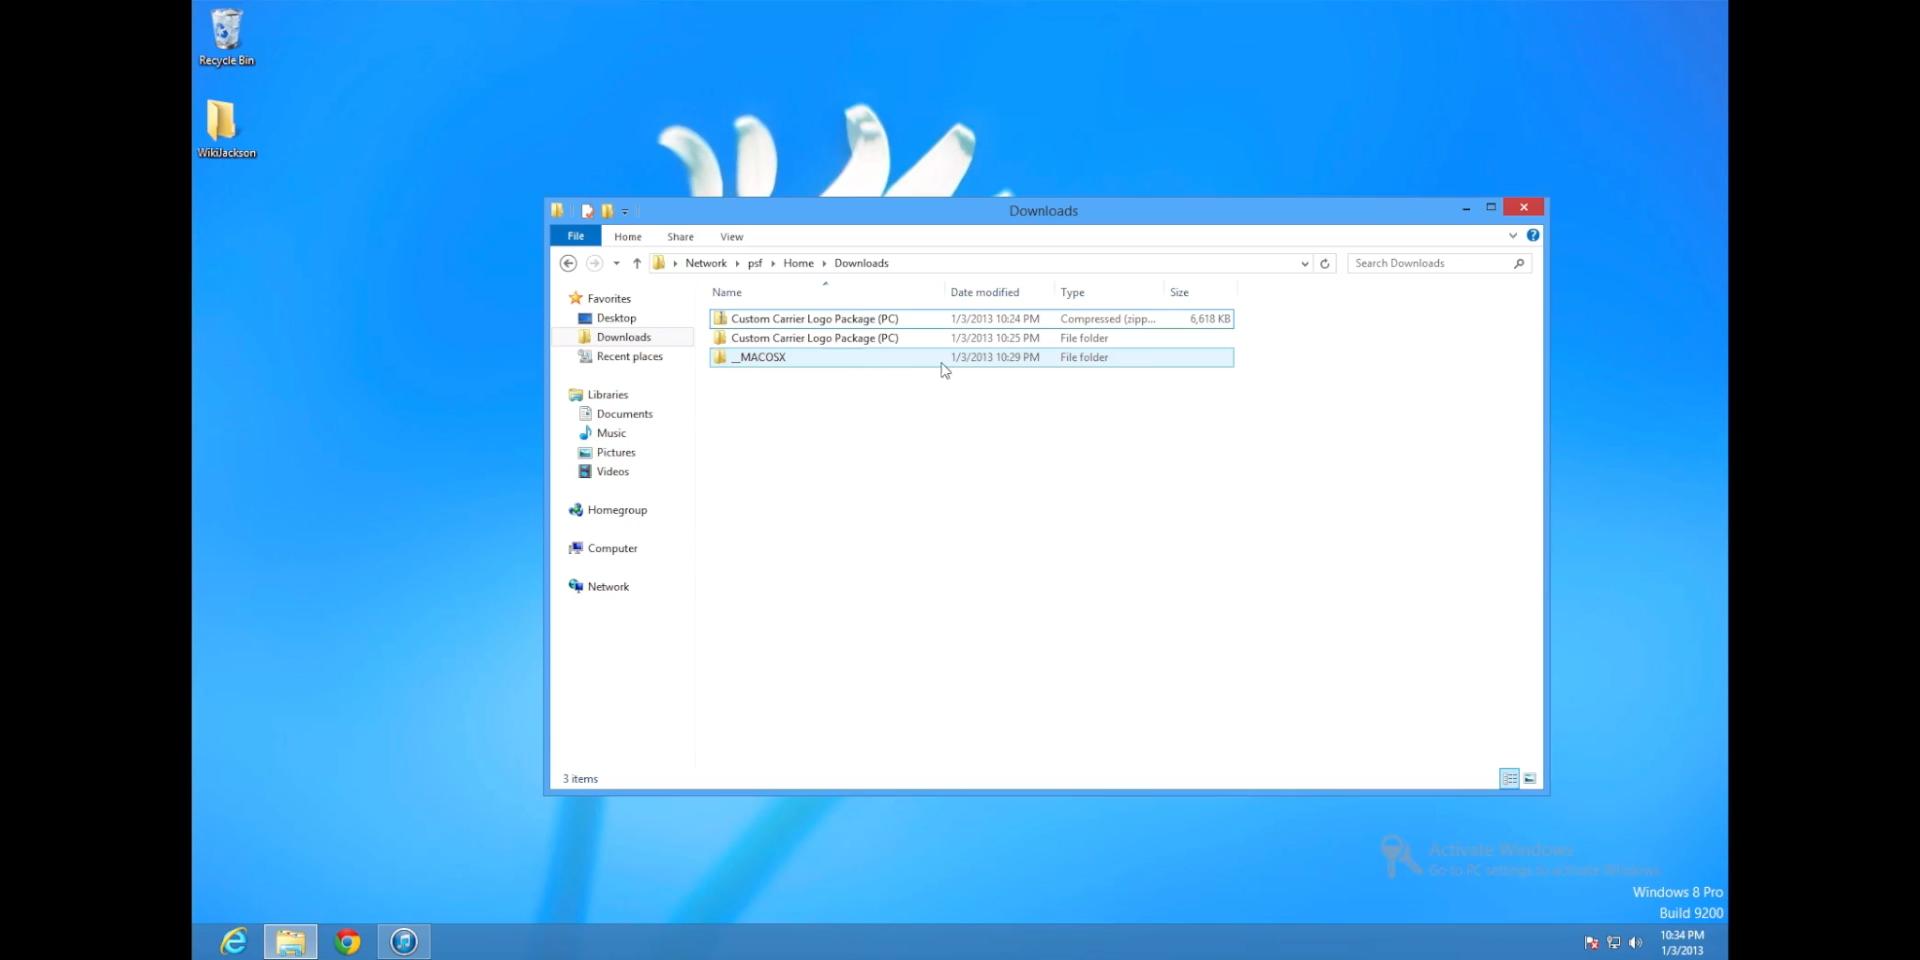 Recycle Bin
WikiJackson
Downloads
File Home Share View
Network psf Home Downloads
Search Downloads
Name Date modified Type Size
Custom Carrier Logo Package (PC) 1/3/2013 10:24 PM Compressed (zipp... 6,618 KB
Custom Carrier Logo Package (PC) 1/3/2013 10:25 PM File folder
__MACOSX 1/3/2013 10:29 PM File folder
Favorites
Desktop
Downloads
Recent places
Libraries
Documents
Music
Pictures
Videos
Homegroup
Computer
Network
3 items
Activate Windows
Go to PC settings to activate Windows.
Windows 8 Pro
Build 9200
10:34 PM
1/3/2013